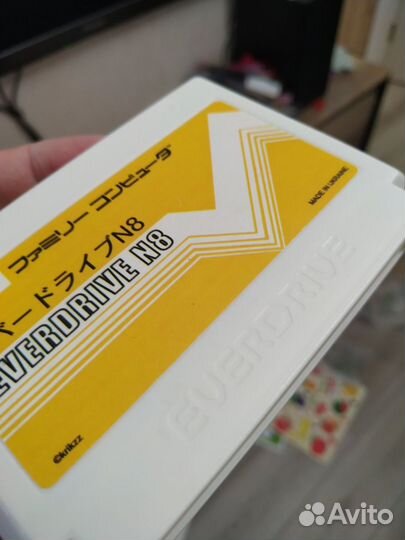 ファミリー コンピュータ
バードライブN8
EVERDRIVE N8
MADE IN UKRAINE
EVERDRIVE
©krikzz
Avito